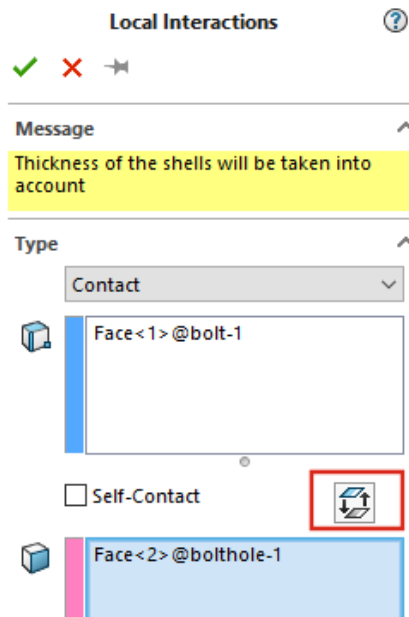 Local Interactions
?
Message
Thickness of the shells will be taken into
account
Type
Contact
Face<1>@bolt-1
Self-Contact
Face<2>@bolthole-1